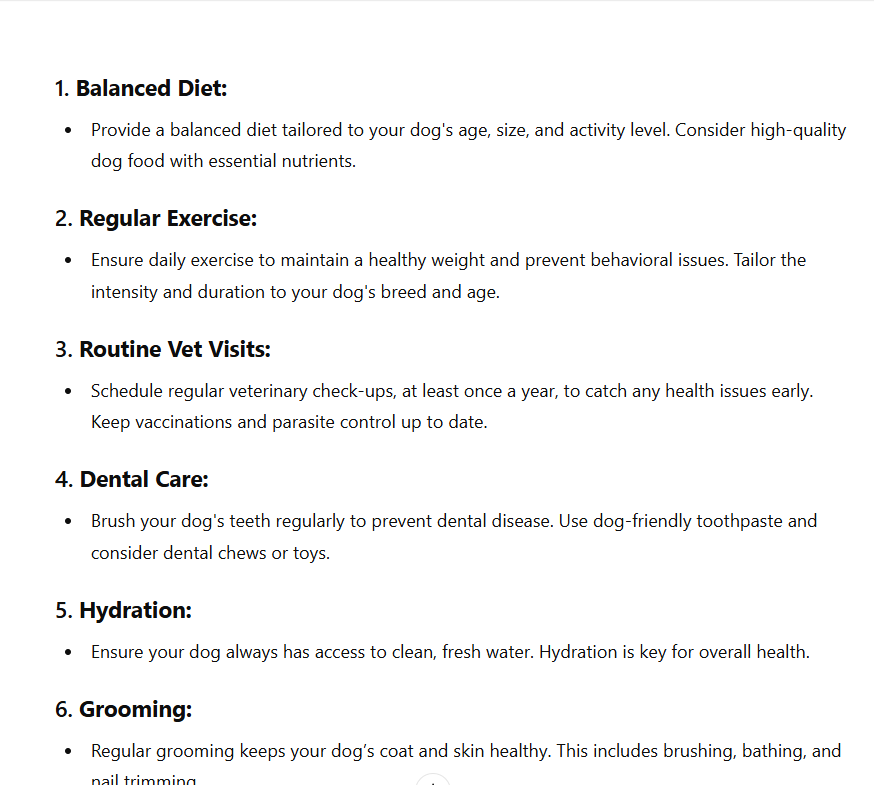 1. Balanced Diet:
• Provide a balanced diet tailored to your dog's age, size, and activity level. Consider high-quality
dog food with essential nutrients.
2. Regular Exercise:
• Ensure daily exercise to maintain a healthy weight and prevent behavioral issues. Tailor the
intensity and duration to your dog's breed and age.
3. Routine Vet Visits:
• Schedule regular veterinary check-ups, at least once a year, to catch any health issues early.
Keep vaccinations and parasite control up to date.
4. Dental Care:
• Brush your dog's teeth regularly to prevent dental disease. Use dog-friendly toothpaste and
consider dental chews or toys.
5. Hydration:
• Ensure your dog always has access to clean, fresh water. Hydration is key for overall health.
6. Grooming:
• Regular grooming keeps your dog’s coat and skin healthy. This includes brushing, bathing, and
nail trimming